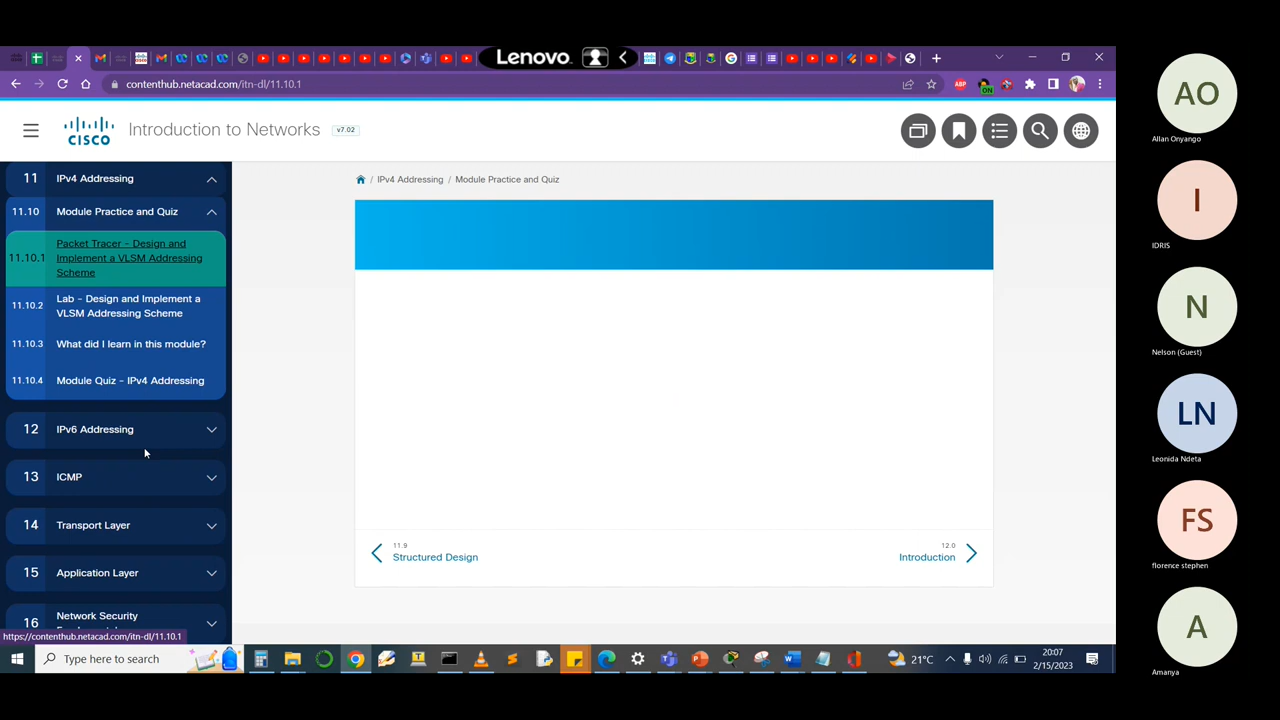 Lenovo.
contenthub.netacad.com/itn-dl/11.10.1
ABP
ON
CISCO
Introduction to Networks
v7.02
11 IPv4 Addressing
11.10 Module Practice and Quiz
11.10.1 Packet Tracer - Design and
Implement a VLSM Addressing
Scheme
11.10.2 Lab - Design and Implement a
VLSM Addressing Scheme
11.10.3 What did I learn in this module?
11.10.4 Module Quiz - IPv4 Addressing
12 IPv6 Addressing
13 ICMP
14 Transport Layer
15 Application Layer
16 Network Security
https://contenthub.netacad.com/itn-dl/11.10.1
/ IPv4 Addressing / Module Practice and Quiz
11.9
Structured Design
12.0
Introduction
Type here to search
21°C
20:07
2/15/2023
AO
Allan Onyango
I
IDRIS
N
Nelson (Guest)
LN
Leonida Ndeta
FS
florence stephen
A
Amanya